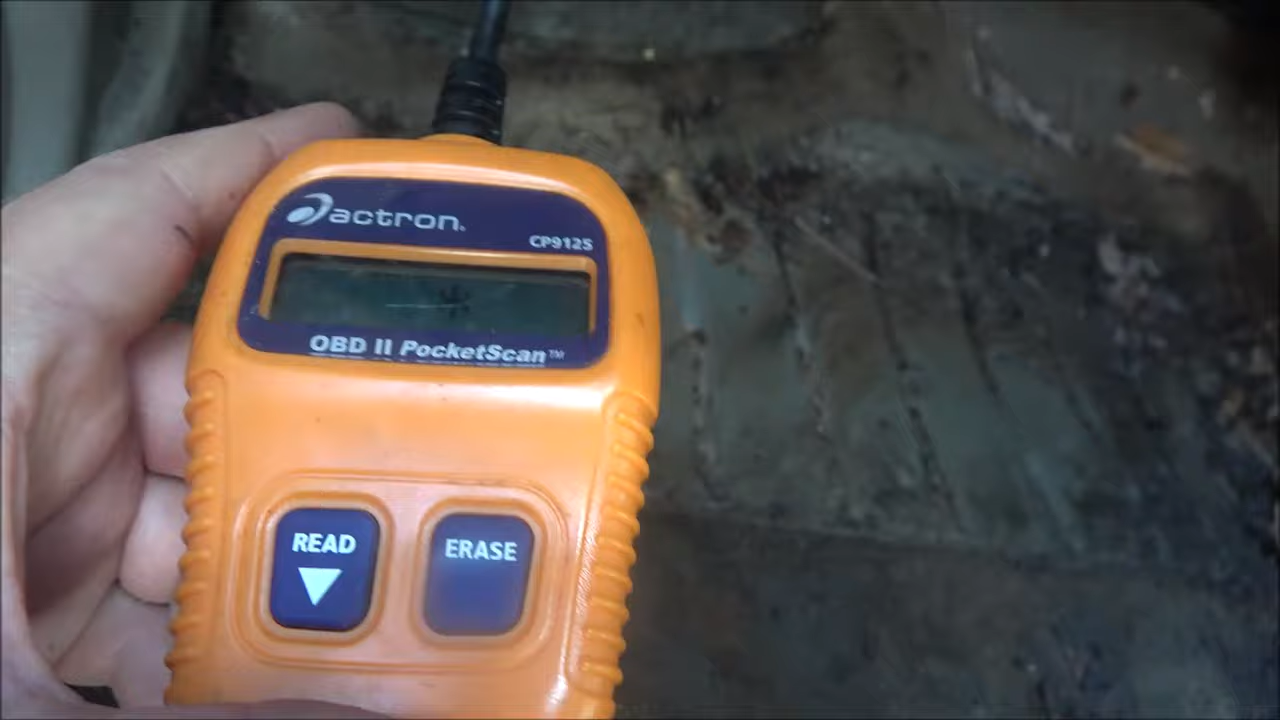 actron.
CP9125
OBD II PocketScan™
READ
ERASE